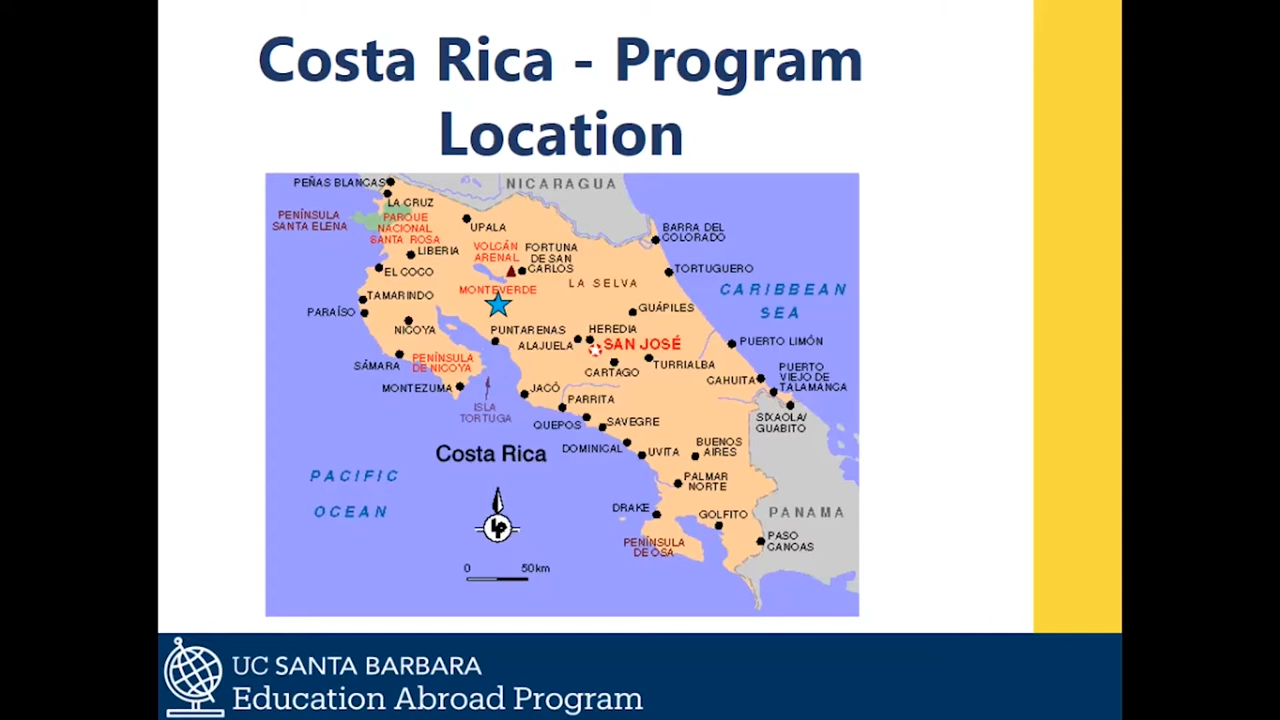 Costa Rica - Program
Location
NICARAGUA
PEÑAS BLANCAS
LA CRUZ
PENÍNSULA
SANTA ELENA
PARQUE
NACIONAL
SANTA ROSA
UPALA
BARRA DEL
COLORADO
LIBERIA
VOLCÁN
ARENAL
FORTUNA
DE SAN
CARLOS
EL COCO
TORTUGUERO
LA SELVA
MONTEVERDE
CARIBBEAN
SEA
TAMARINDO
PARAÍSO
GUÁPILES
NICOYA
PUNTARENAS
HEREDIA
ALAJUELA
SAN JOSÉ
PUERTO LIMÓN
SÁMARA
PENÍNSULA
DE NICOYA
CARTAGO
TURRIALBA
CAHUITA
PUERTO
VIEJO DE
TALAMANCA
MONTEZUMA
JACÓ
ISLA
TORTUGA
PARRITA
QUEPOS
SAVEGRE
SIXAOLA/
GUABITO
DOMINICAL
UVITA
BUENOS
AIRES
Costa Rica
PACIFIC
OCEAN
PALMAR
NORTE
DRAKE
GOLFITO
PANAMA
PENÍNSULA
DE OSA
PASO
CANOAS
LP
0 50km
UC SANTA BARBARA
Education Abroad Program